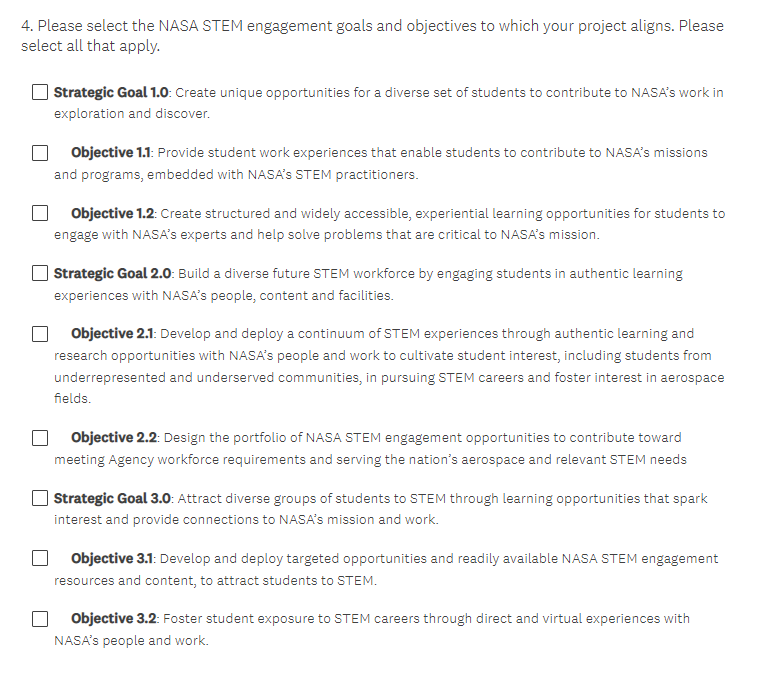 4. Please select the NASA STEM engagement goals and objectives to which your project aligns. Please
select all that apply.
Strategic Goal 1.0: Create unique opportunities for a diverse set of students to contribute to NASA's work in
exploration and discover.
Objective 1.1: Provide student work experiences that enable students to contribute to NASA's missions
and programs, embedded with NASA's STEM practitioners.
Objective 1.2: Create structured and widely accessible, experiential learning opportunities for students to
engage with NASA's experts and help solve problems that are critical to NASA's mission.
Strategic Goal 2.0: Build a diverse future STEM workforce by engaging students in authentic learning
experiences with NASA's people, content and facilities.
Objective 2.1: Develop and deploy a continuum of STEM experiences through authentic learning and
research opportunities with NASA's people and work to cultivate student interest, including students from
underrepresented and underserved communities, in pursuing STEM careers and foster interest in aerospace
fields.
Objective 2.2: Design the portfolio of NASA STEM engagement opportunities to contribute toward
meeting Agency workforce requirements and serving the nation's aerospace and relevant STEM needs
Strategic Goal 3.0: Attract diverse groups of students to STEM through learning opportunities that spark
interest and provide connections to NASA's mission and work.
Objective 3.1: Develop and deploy targeted opportunities and readily available NASA STEM engagement
resources and content, to attract students to STEM.
Objective 3.2: Foster student exposure to STEM careers through direct and virtual experiences with
NASA's people and work.